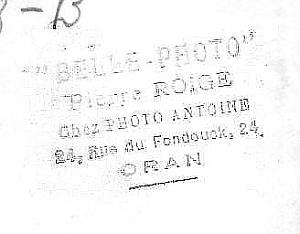 "BELLE-PHOTO"
Pierre ROIGE
Chez PHOTO ANTOINE
24, Rue du Fondouck, 24
ORAN